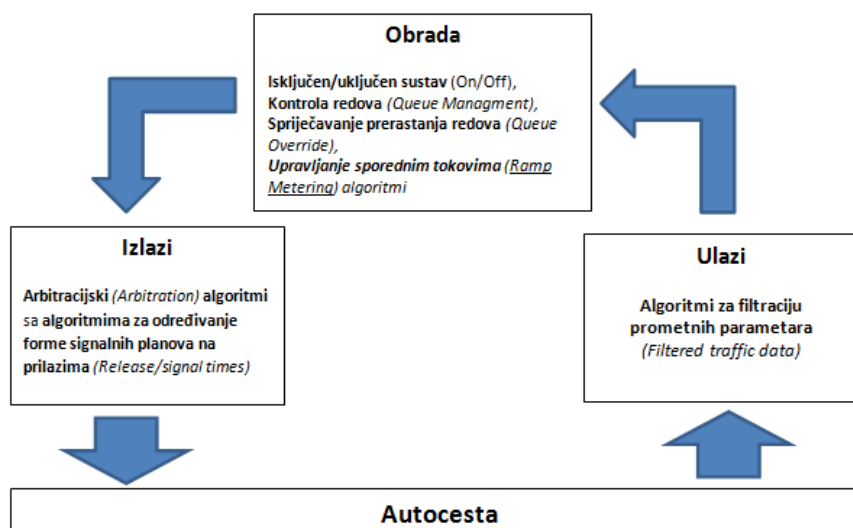 Obrada
Isključen/uključen sustav (On/Off),
Kontrola redova (Queue Managment),
Spriječavanje prerastanja redova (Queue
Override),
Upravljanje sporednim tokovima (Ramp
Metering) algoritmi
Izlazi
Arbitracijski (Arbitration) algoritmi
sa algoritmima za određivanje
forme signalnih planova na
prilazima (Release/signal times)
Ulazi
Algoritmi za filtraciju
prometnih parametara
(Filtered traffic data)
Autocesta